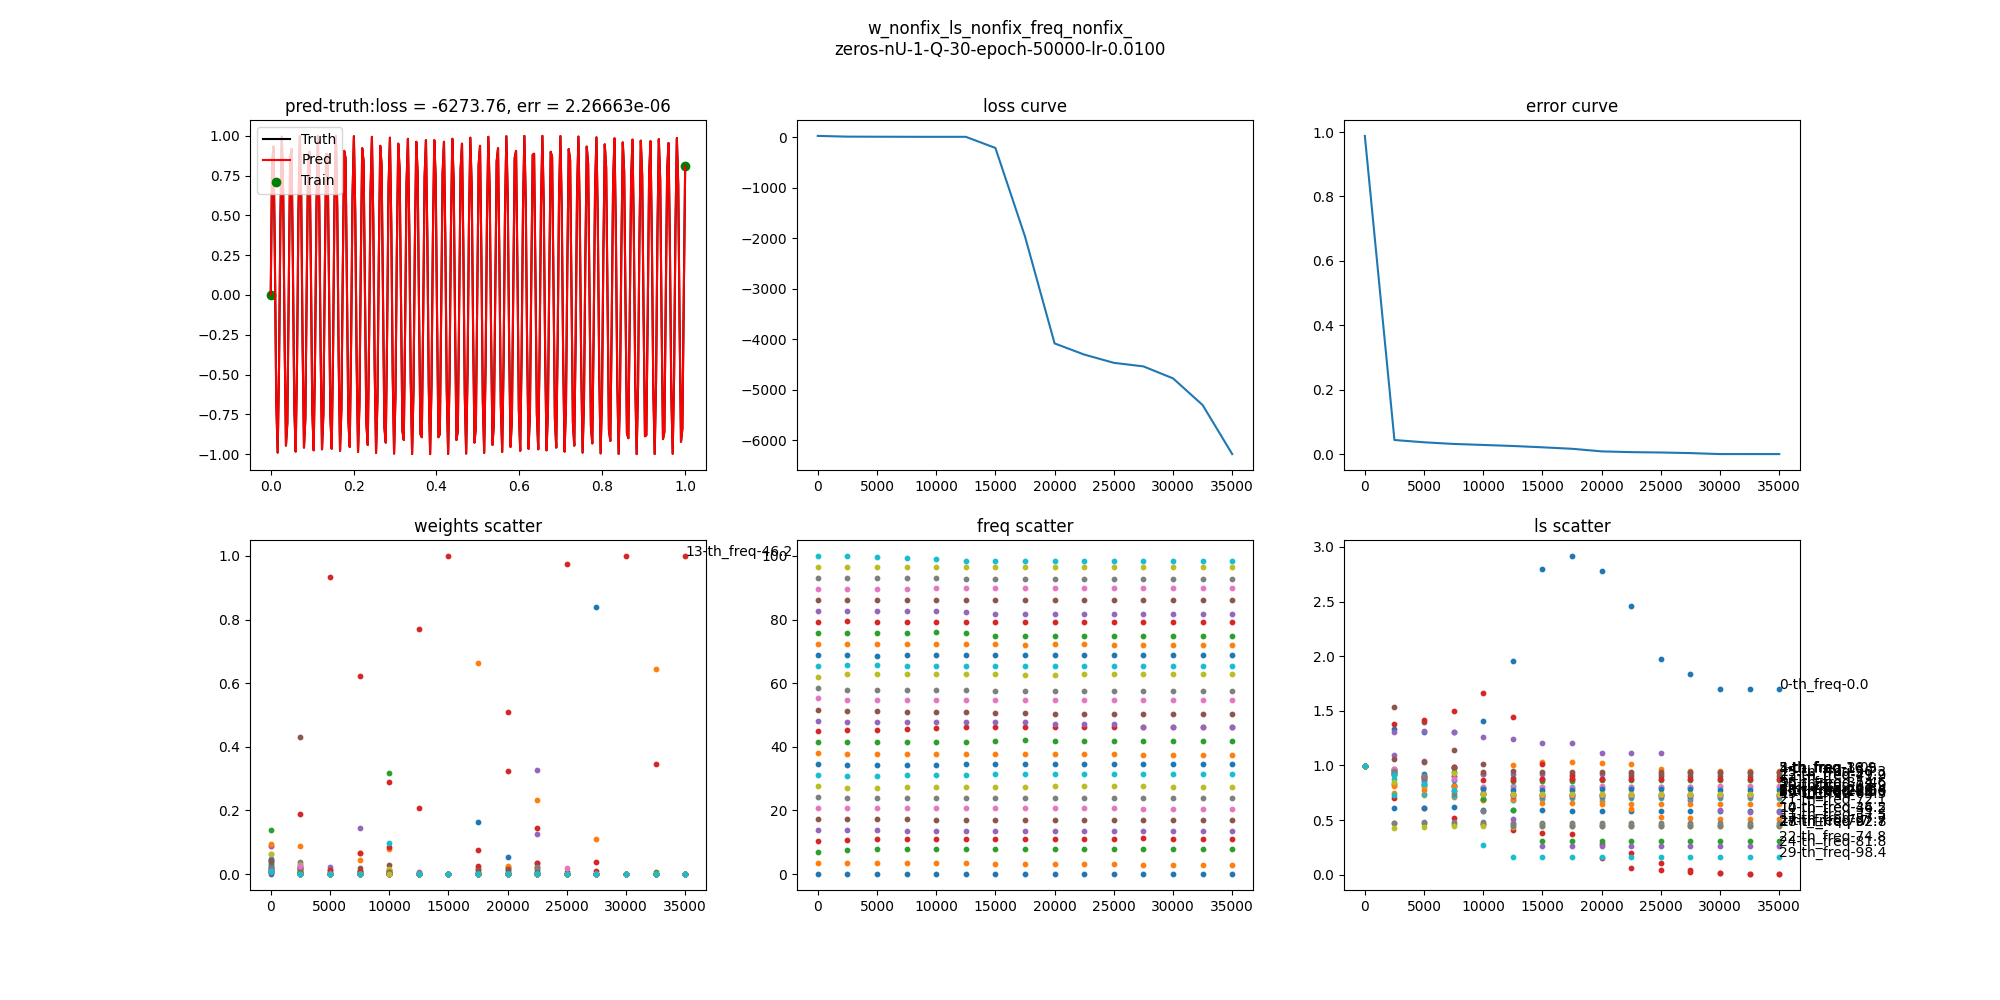 w_nonfix_ls_nonfix_freq_nonfix_
zeros-nU-1-Q-30-epoch-50000-lr-0.0100
pred-truth:loss = -6273.76, err = 2.26663e-06
1.00
0.75
0.50
0.25
0.00
−0.25
−0.50
−0.75
−1.00
0.0 0.2 0.4 0.6 0.8 1.0
Truth
Pred
Train
loss curve
0
−1000
−2000
−3000
−4000
−5000
−6000
0 5000 10000 15000 20000 25000 30000 35000
error curve
1.0
0.8
0.6
0.4
0.2
0.0
0 5000 10000 15000 20000 25000 30000 35000
weights scatter
1.0
0.8
0.6
0.4
0.2
0.0
0 5000 10000 15000 20000 25000 30000 35000
13-th_freq-46.2
freq scatter
100
80
60
40
20
0
0 5000 10000 15000 20000 25000 30000 35000
ls scatter
3.0
2.5
2.0
1.5
1.0
0.5
0.0
0 5000 10000 15000 20000 25000 30000 35000
0-th_freq-0.0
22-th_freq-74.8
24-th_freq-81.8
29-th_freq-98.4